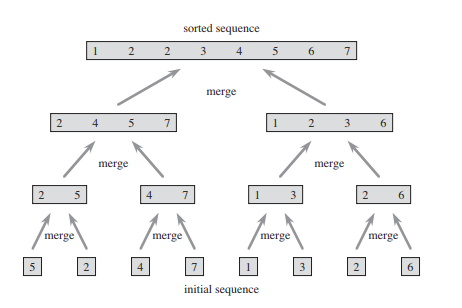 sorted sequence
1 2 2 3 4 5 6 7
merge
2 4 5 7 1 2 3 6
merge merge
2 5 4 7 1 3 2 6
merge merge merge merge
5 2 4 7 1 3 2 6
initial sequence